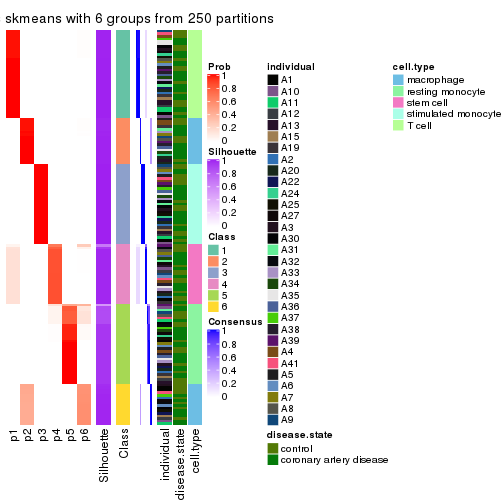 skmeans with 6 groups from 250 partitions
Prob
1
0.8
0.6
0.4
0.2
0
Silhouette
1
0.8
0.6
0.4
0.2
0
Class
1
2
3
4
5
6
Consensus
1
0.8
0.6
0.4
0.2
0
individual
A1
A10
A11
A12
A13
A15
A19
A2
A20
A22
A24
A25
A27
A3
A30
A31
A32
A33
A34
A35
A36
A37
A38
A39
A4
A41
A5
A6
A7
A8
A9
disease.state
control
coronary artery disease
cell.type
macrophage
resting monocyte
stem cell
stimulated monocyte
T cell
p1
p2
p3
p4
p5
p6
Silhouette
Class
individual
disease.state
cell.type